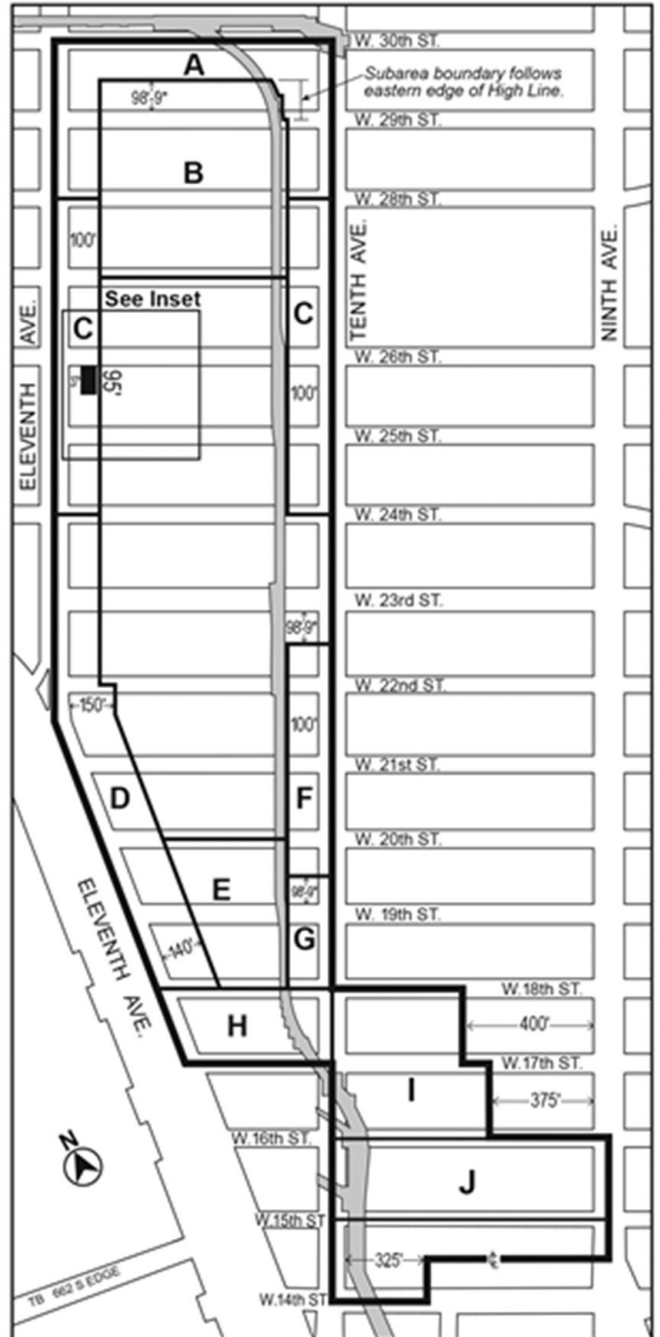 W. 30th ST.
A
Subarea boundary follows
eastern edge of High Line.
98'-9"
W. 29th ST.
B
W. 28th ST.
100'
TENTH AVE.
NINTH AVE.
See Inset
ELEVENTH AVE.
C
C
W. 26th ST.
95'
100'
W. 25th ST.
W. 24th ST.
W. 23rd ST.
98'-9"
W. 22nd ST.
150'
100'
W. 21st ST.
D
F
W. 20th ST.
E
98'-9"
ELEVENTH AVE.
W. 19th ST.
G
140'
W.18th ST.
H
400'
W.17th ST.
I
375'
N
W.16th ST.
J
W.15th ST
325'
TB 662 S EDGE
W.14th ST